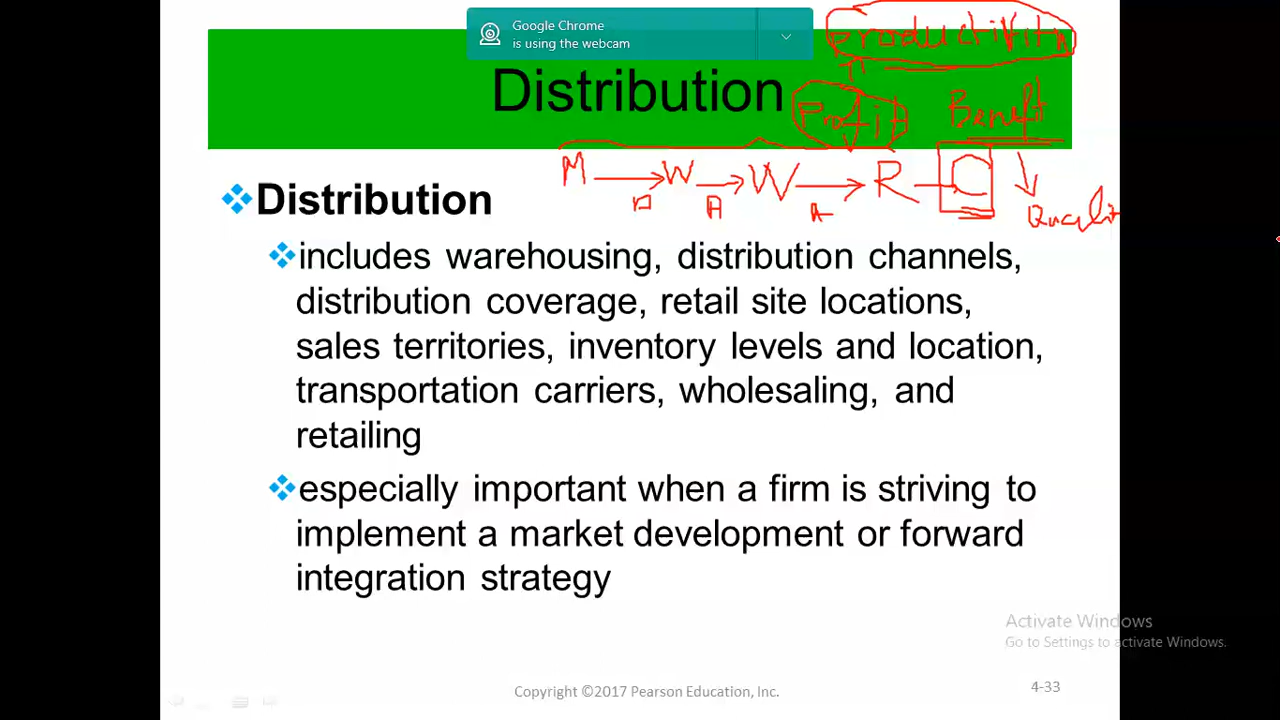 Google Chrome
is using the webcam
Productivity
Distribution
Profit
Benefit
M W W R C
Distribution
includes warehousing, distribution channels,
distribution coverage, retail site locations,
sales territories, inventory levels and location,
transportation carriers, wholesaling, and
retailing
especially important when a firm is striving to
implement a market development or forward
integration strategy
Activate Windows
Go to Settings to activate Windows.
Copyright ©2017 Pearson Education, Inc.
4-33